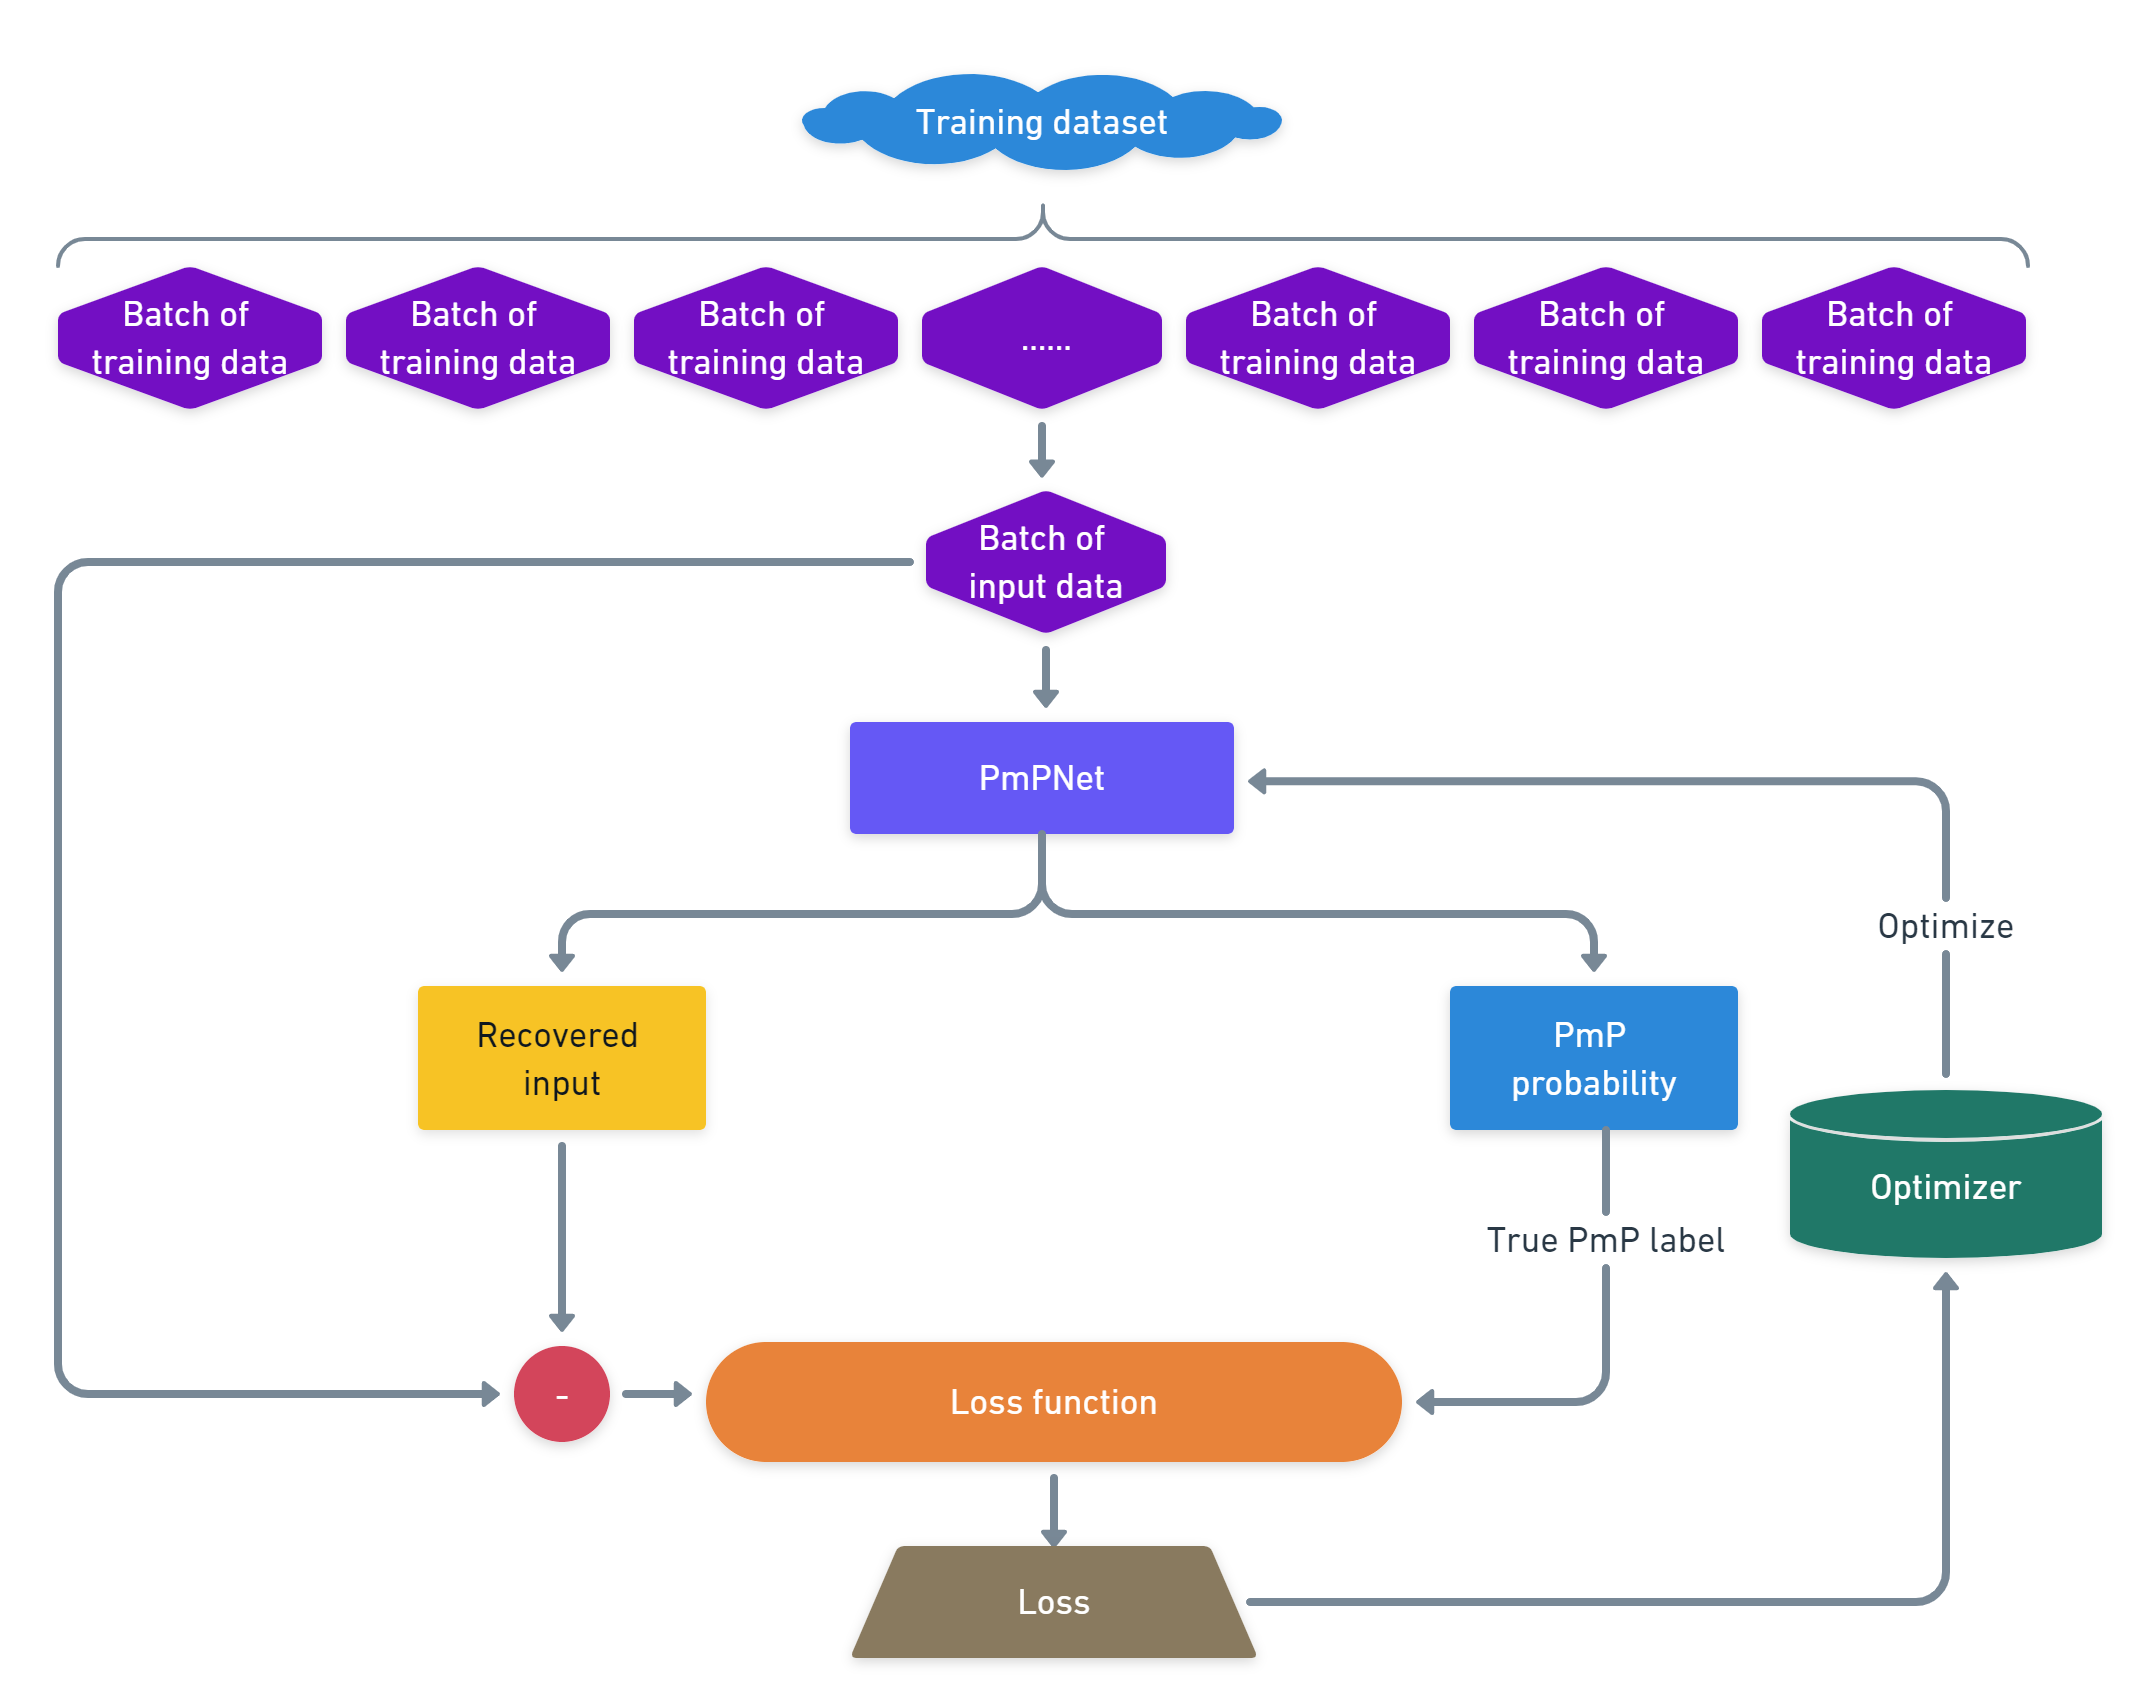 Training dataset
Batch of
training data
Batch of
training data
Batch of
training data
......
Batch of
training data
Batch of
training data
Batch of
training data
Batch of
input data
PmPNet
Optimize
Recovered
input
PmP
probability
Optimizer
True PmP label
-
Loss function
Loss